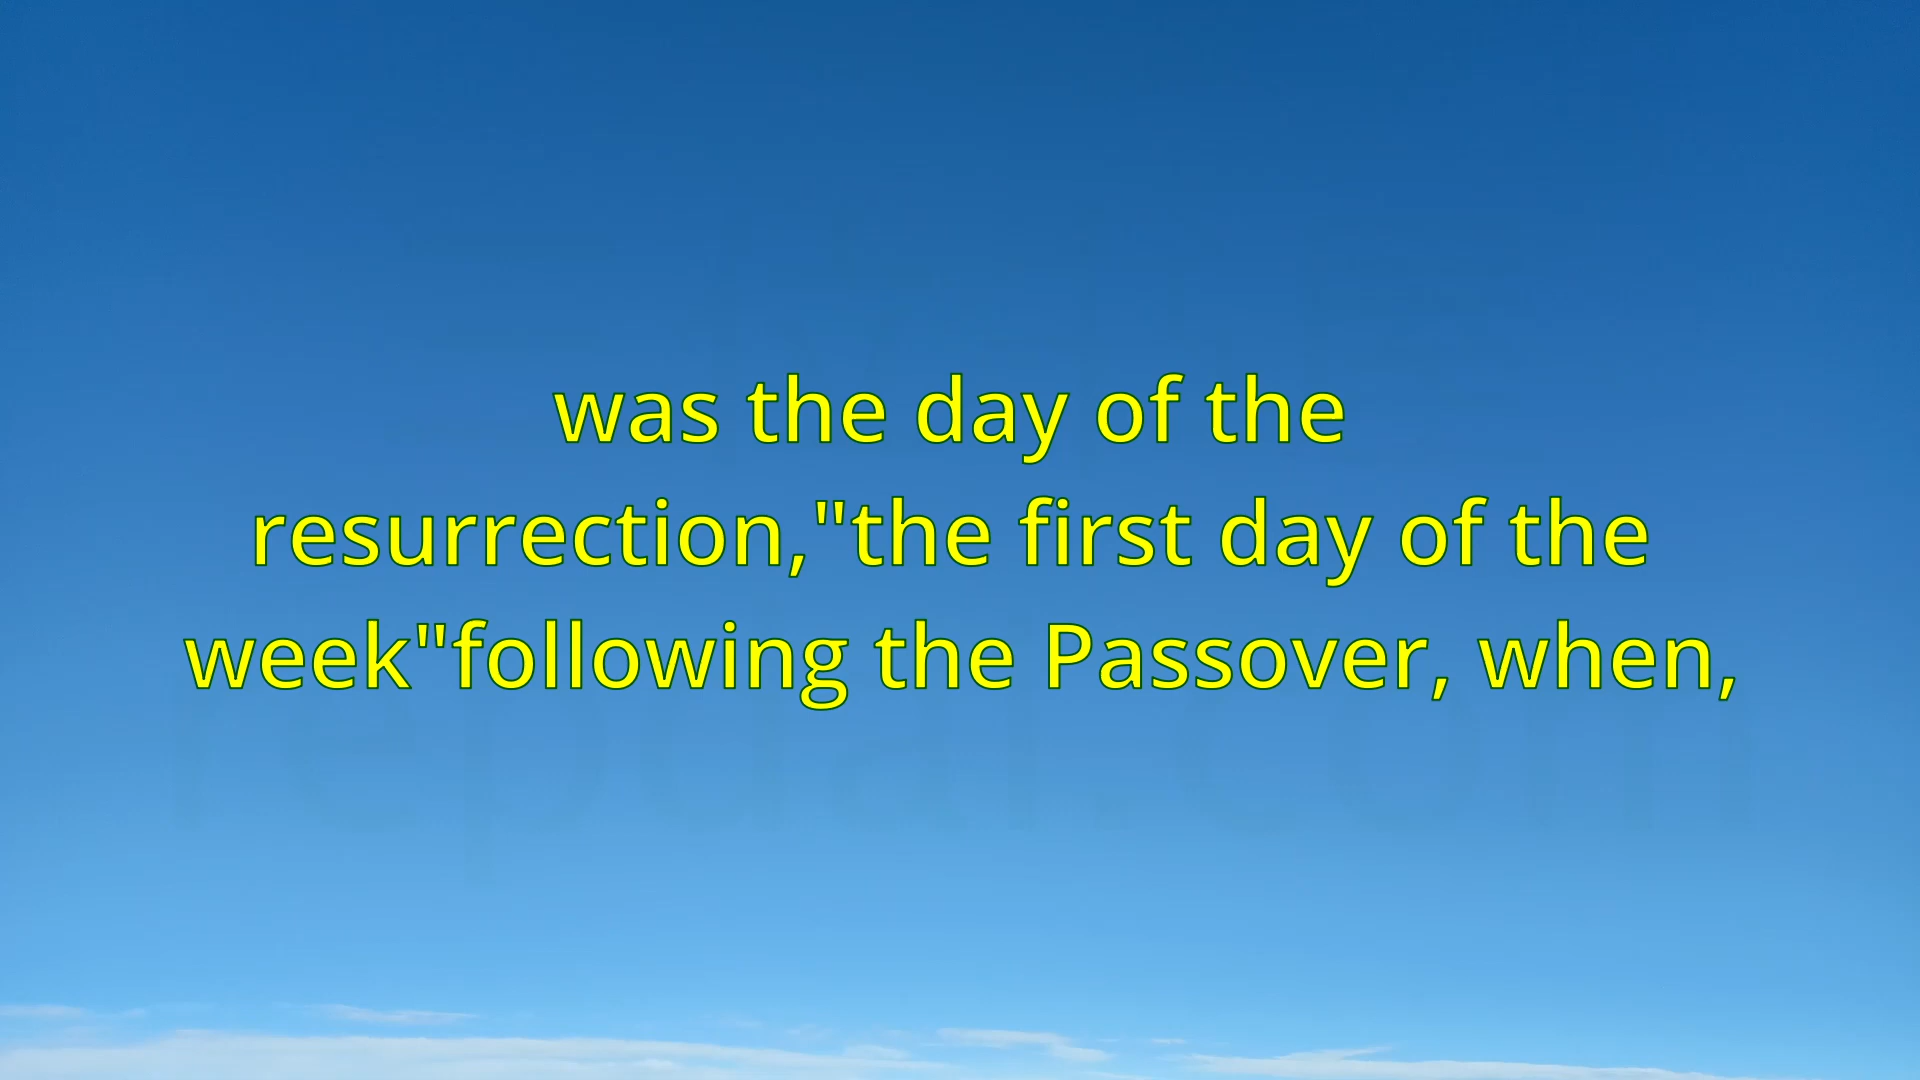 was the day of the
resurrection,"the first day of the
week"following the Passover, when,